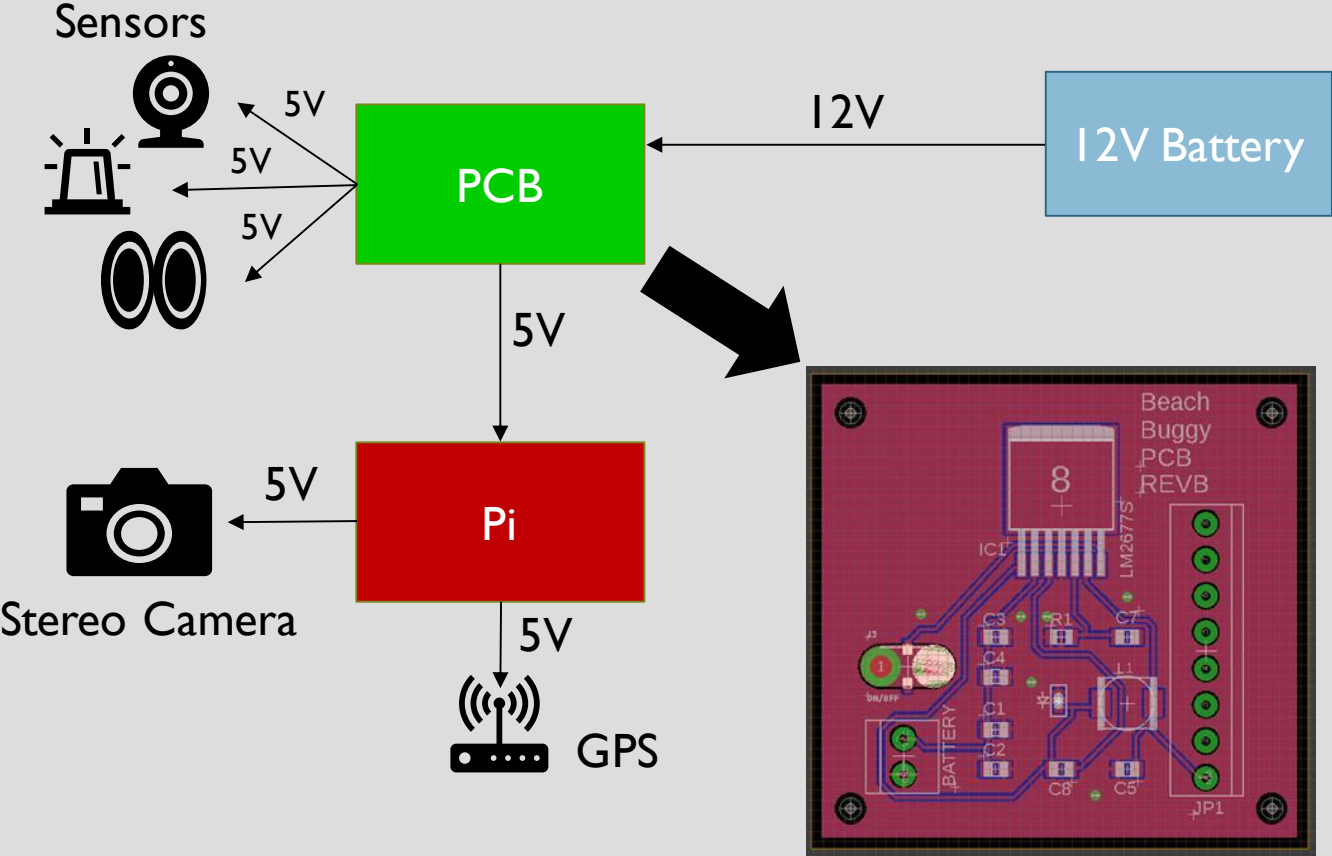 Sensors
5V
5V
5V
PCB
12V
12V Battery
5V
Pi
5V
Stereo Camera
5V
GPS
Beach
Buggy
PCB
REVB
8
IC1
LM2677S
C3
R1
C7
C4
L1
1
ON/OFF
C1
C2
BATTERY
C8
C5
JP1